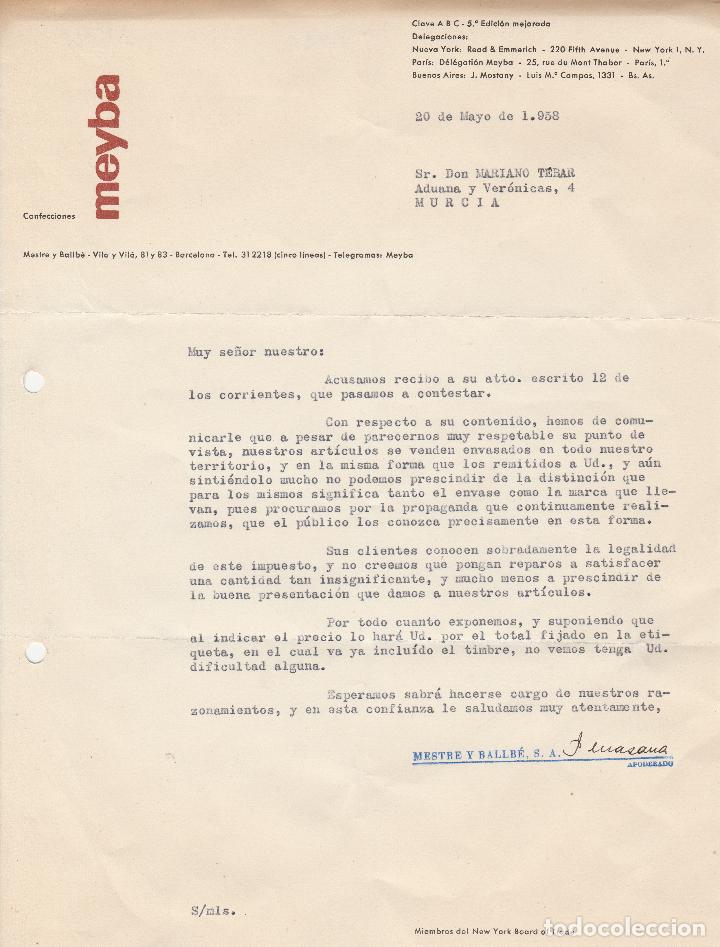 Clave A B C - 5.ª Edición mejorada
Delegaciones:
Nueva York: Read & Emmerich - 220 Fifth Avenue - New York I, N. Y.
París: Délégatión Meyba - 25, rue du Mont Thabor - París, 1.ª
Buenos Aires: J. Mostany - Luis M.ª Campos, 1331 - Bs. As.
meyba
Confecciones
20 de Mayo de 1.958
Sr. Don MARIANO TÉBAR
Aduana y Verónicas, 4
M U R C I A
Mestre y Ballbé - Vila y Vilá, 81 y 83 - Barcelona - Tel. 31 22 18 (cinco líneas) - Telegramas: Meyba
Muy señor nuestro:
Acusamos recibo a su atto. escrito 12 de
los corrientes, que pasamos a contestar.
Con respecto a su contenido, hemos de comu-
nicarle que a pesar de parecernos muy respetable su punto de
vista, nuestros artículos se venden envasados en todo nuestro
territorio, y en la misma forma que los remitidos a Ud., y aún
sintiéndolo mucho no podemos prescindir de la distinción que
para los mismos significa tanto el envase como la marca que lle-
van, pues procuramos por la propaganda que continuamente reali-
zamos, que el público los conozca precisamente en esta forma.
Sus clientes conocen sobradamente la legalidad
de este impuesto, y no creemos que pongan reparos a satisfacer
una cantidad tan insignificante, y mucho menos a prescindir de
la buena presentación que damos a nuestros artículos.
Por todo cuanto exponemos, y suponiendo que
al indicar el precio lo hará Ud. por el total fijado en la eti-
queta, en el cual va ya incluído el timbre, no vemos tenga Ud.
dificultad alguna.
Esperamos sabrá hacerse cargo de nuestros ra-
zonamientos, y en esta confianza le saludamos muy atentamente,
MESTRE Y BALLBÉ, S. A.
APODERADO
S/mls.
Miembros del New York Board of Trade
todocoleccion